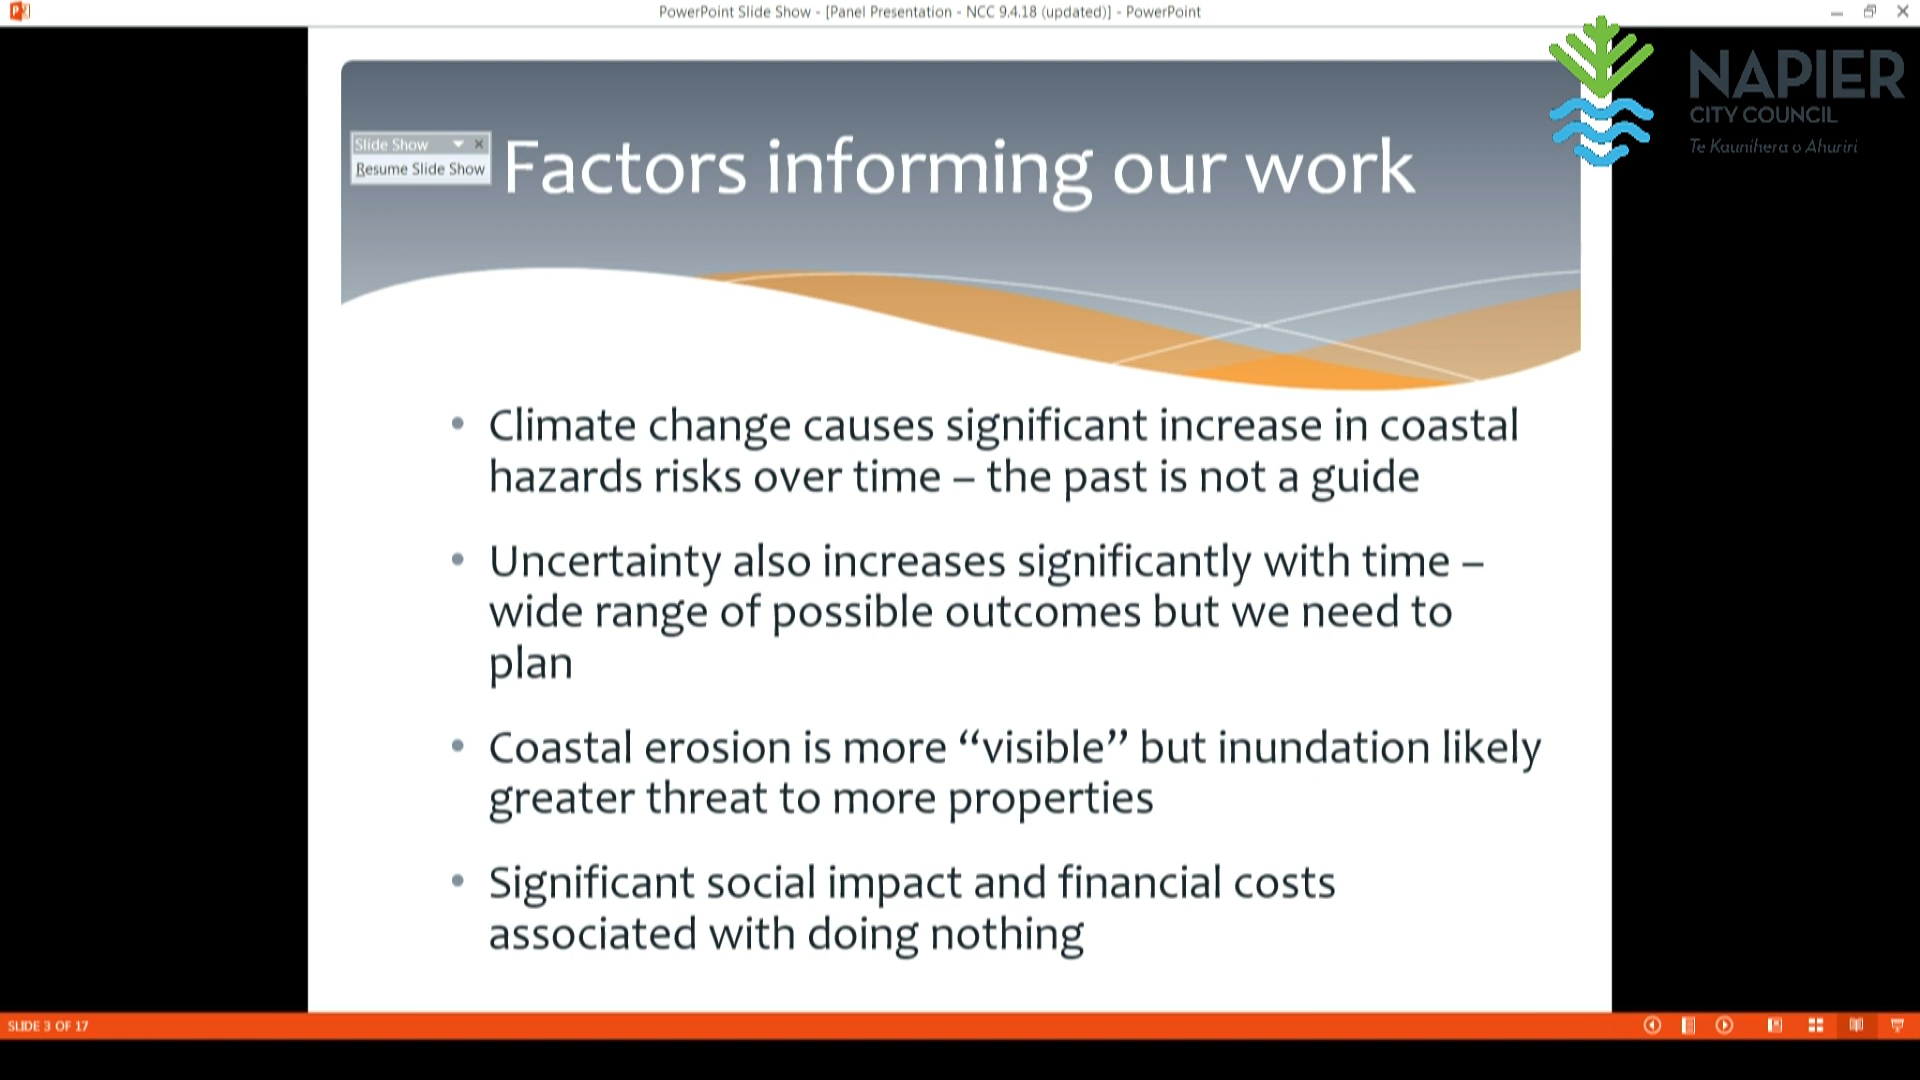 PowerPoint Slide Show - [Panel Presentation - NCC 9.4.18 (updated)] - PowerPoint
NAPIER
CITY COUNCIL
Te Kaunihera o Ahuriri
Slide Show
Resume Slide Show
Factors informing our work
• Climate change causes significant increase in coastal
hazards risks over time – the past is not a guide
• Uncertainty also increases significantly with time –
wide range of possible outcomes but we need to
plan
• Coastal erosion is more “visible” but inundation likely
greater threat to more properties
• Significant social impact and financial costs
associated with doing nothing
SLIDE 3 OF 17